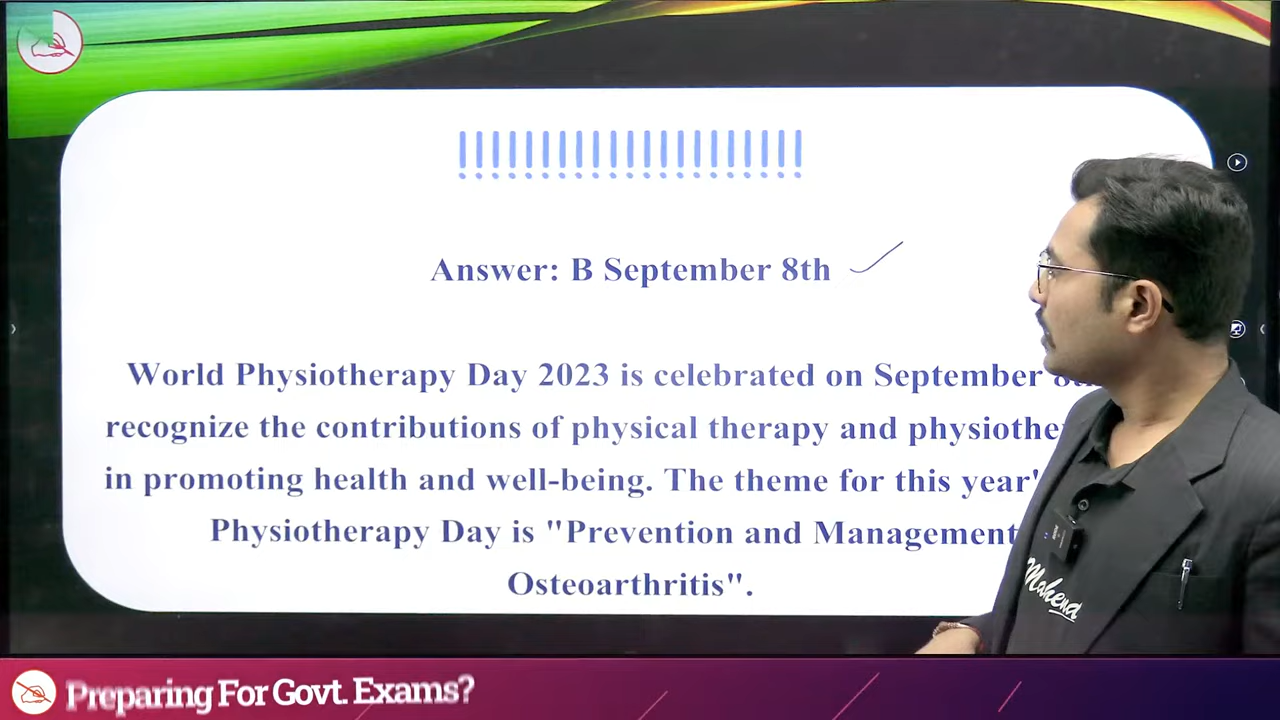 !!!!!!!!!!!!!!!!!!!!!
Answer: B September 8th
World Physiotherapy Day 2023 is celebrated on September
recognize the contributions of physical therapy and
in promoting health and well-being. The theme for this
Physiotherapy Day is "Prevention and Management
Osteoarthritis".
Preparing For Govt. Exams?